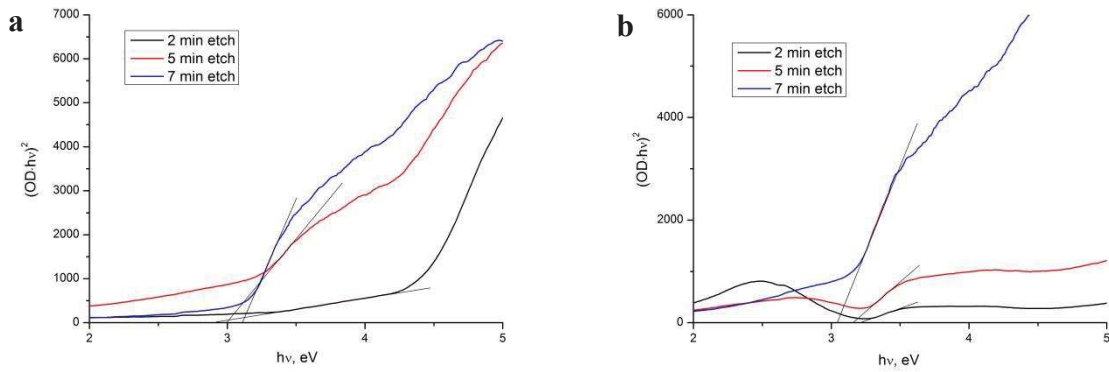 a
7000
6000
5000
4000
3000
2000
1000
0
(OD·hν)²
2 min etch
5 min etch
7 min etch
2
3
4
5
hν, eV
b
6000
4000
2000
0
(OD·hν)²
2 min etch
5 min etch
7 min etch
2
3
4
5
hν, eV